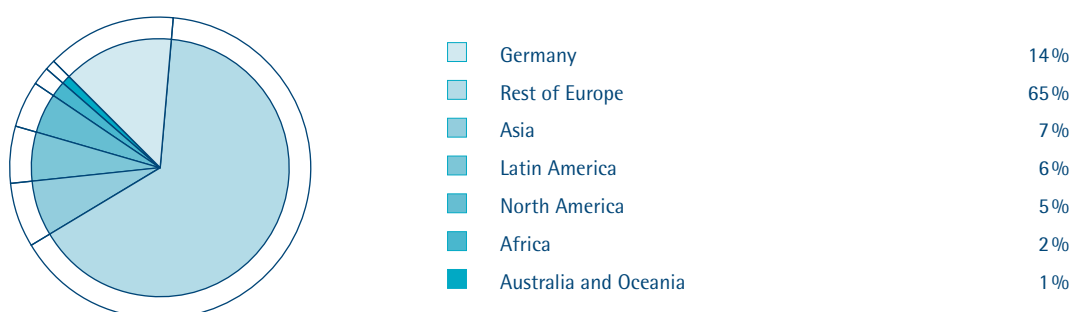 Germany 14 %
Rest of Europe 65 %
Asia 7 %
Latin America 6 %
North America 5 %
Africa 2 %
Australia and Oceania 1 %